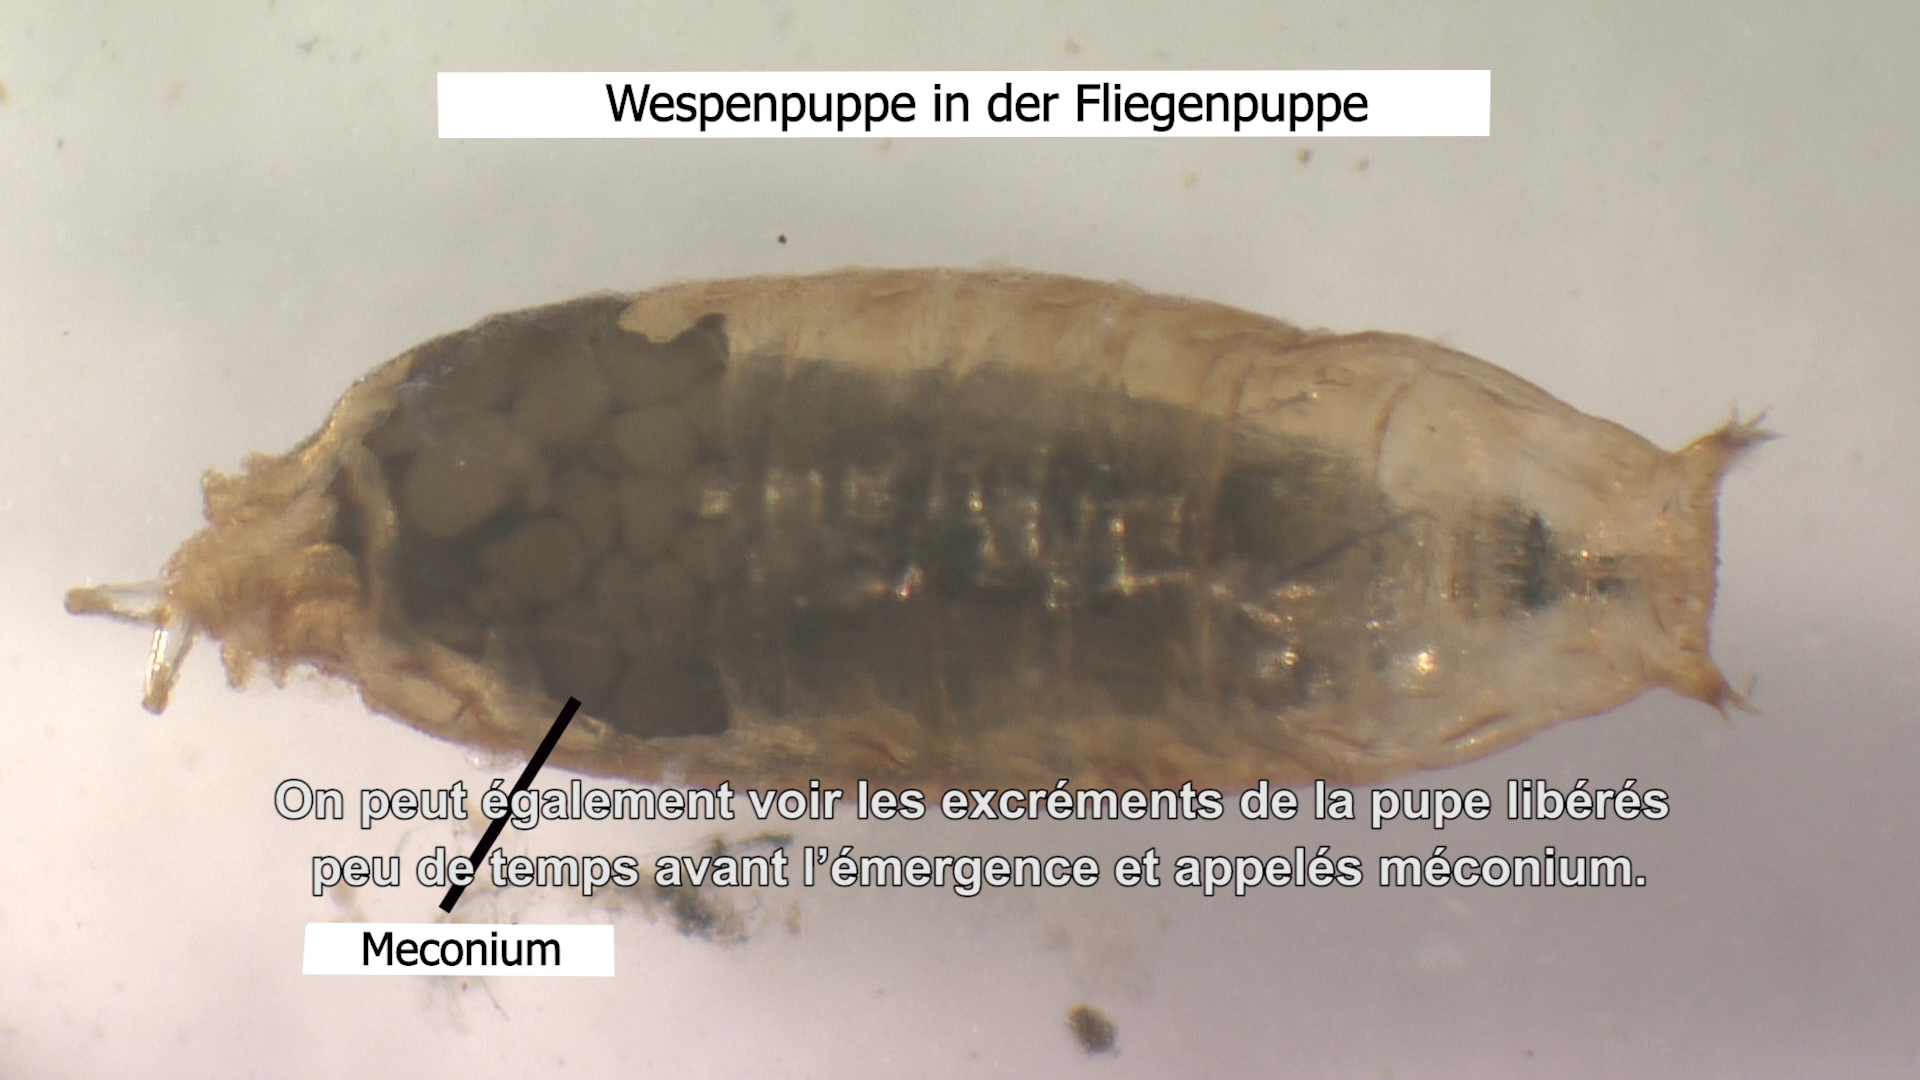 Wespenpuppe in der Fliegenpuppe
On peut également voir les excréments de la pupe libérés
peu de temps avant l’émergence et appelés méconium.
Meconium